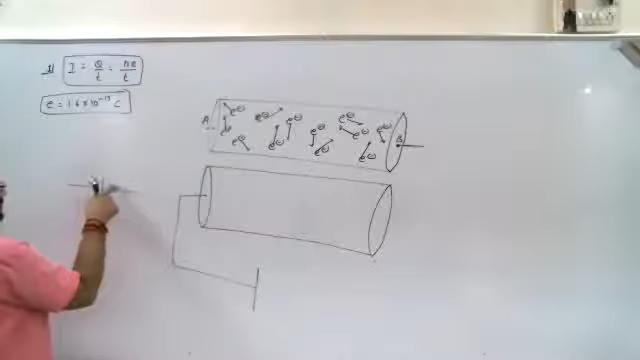 1) I = Q/t = ne/t
e = 1.6 × 10⁻¹⁹ C
e⊖ e⊖ e⊖ e⊖
A e⊖ e⊖ e⊖ e⊖ e⊖ B
e⊖ e⊖ e⊖ e⊖